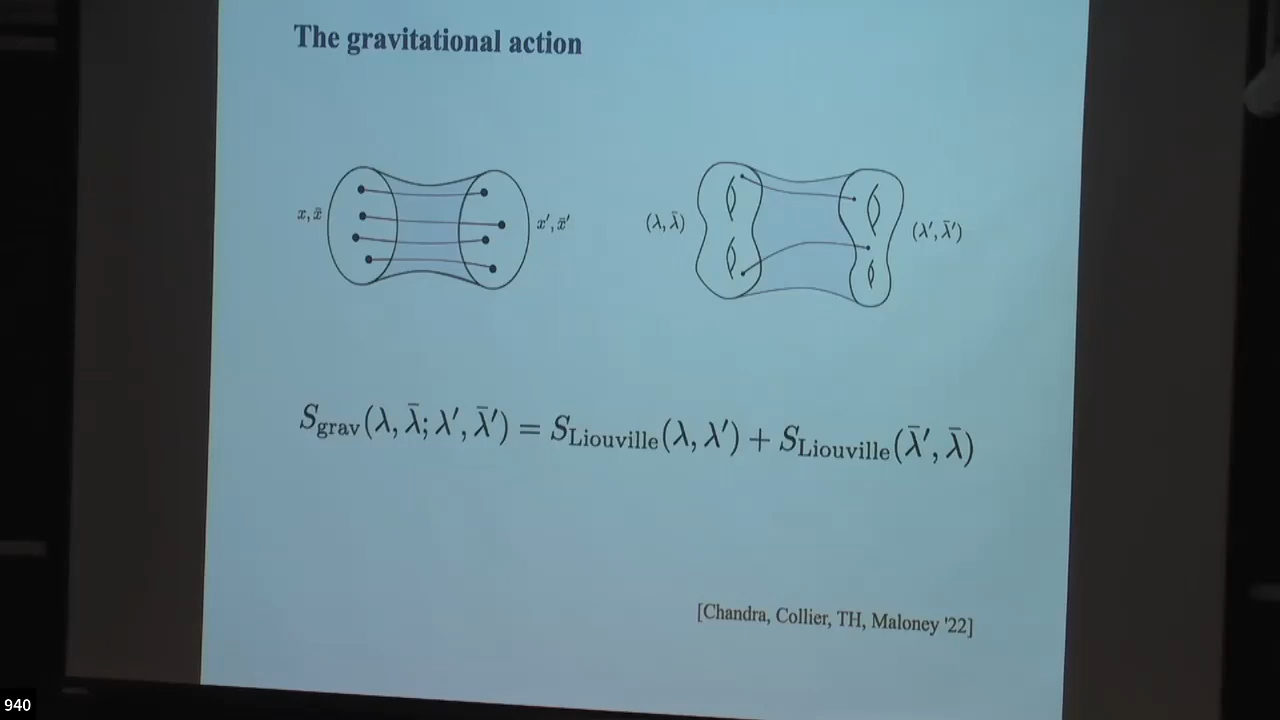 The gravitational action
x, x̄
x′, x̄′
(λ, λ̄)
(λ′, λ̄′)
S_grav(λ, λ̄; λ′, λ̄′) = S_Liouville(λ, λ′) + S_Liouville(λ̄′, λ̄)
[Chandra, Collier, TH, Maloney '22]
940